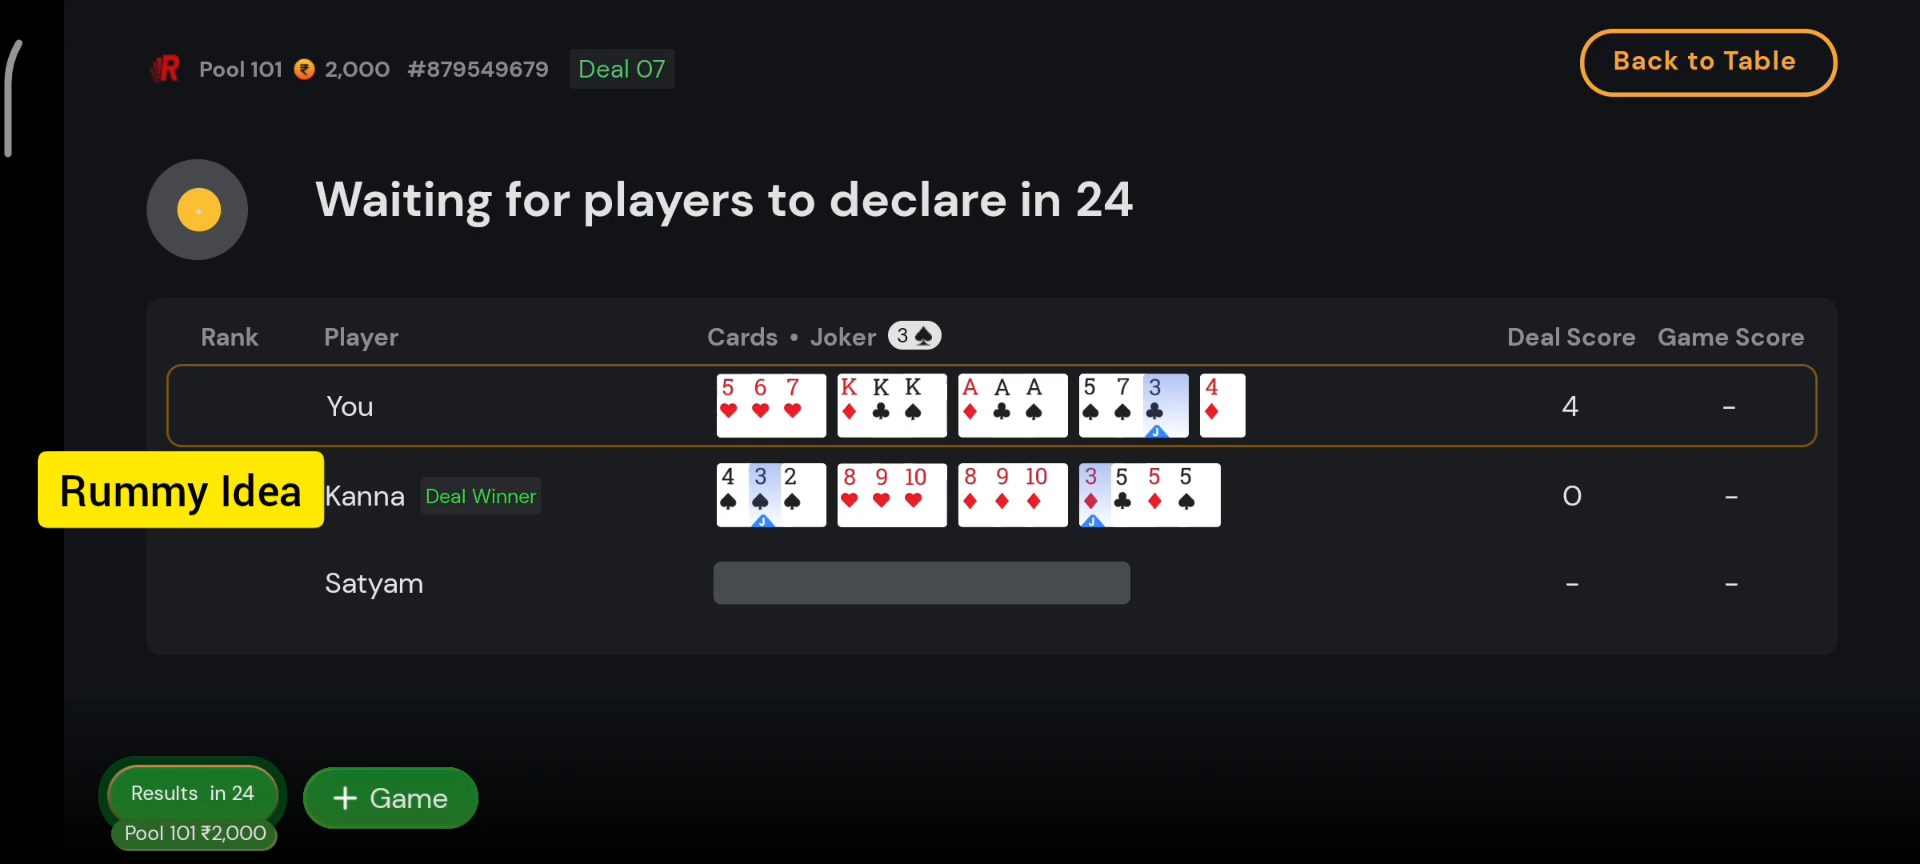 R Pool 101 ₹ 2,000 #879549679 Deal 07
Back to Table
Waiting for players to declare in 24
Rank Player Cards • Joker 3♠ Deal Score Game Score
You 5♥ 6♥ 7♥ K♦ K♣ K♠ A♦ A♣ A♠ 5♠ 7♠ 3♣ J 4♦ 4 -
Rummy Idea
Kanna Deal Winner 4♠ 3♠ J 2♠ 8♥ 9♥ 10♥ 8♦ 9♦ 10♦ 3♦ J 5♣ 5♦ 5♠ 0 -
Satyam - -
Results in 24
+ Game
Pool 101 ₹2,000